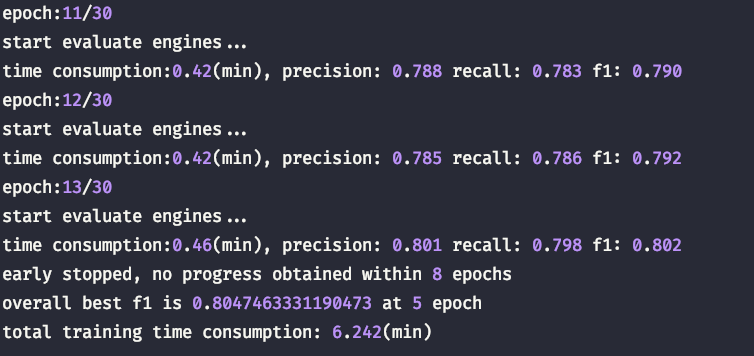 epoch:11/30
start evaluate engines...
time consumption:0.42(min), precision: 0.788 recall: 0.783 f1: 0.790
epoch:12/30
start evaluate engines...
time consumption:0.42(min), precision: 0.785 recall: 0.786 f1: 0.792
epoch:13/30
start evaluate engines...
time consumption:0.46(min), precision: 0.801 recall: 0.798 f1: 0.802
early stopped, no progress obtained within 8 epochs
overall best f1 is 0.8047463331190473 at 5 epoch
total training time consumption: 6.242(min)